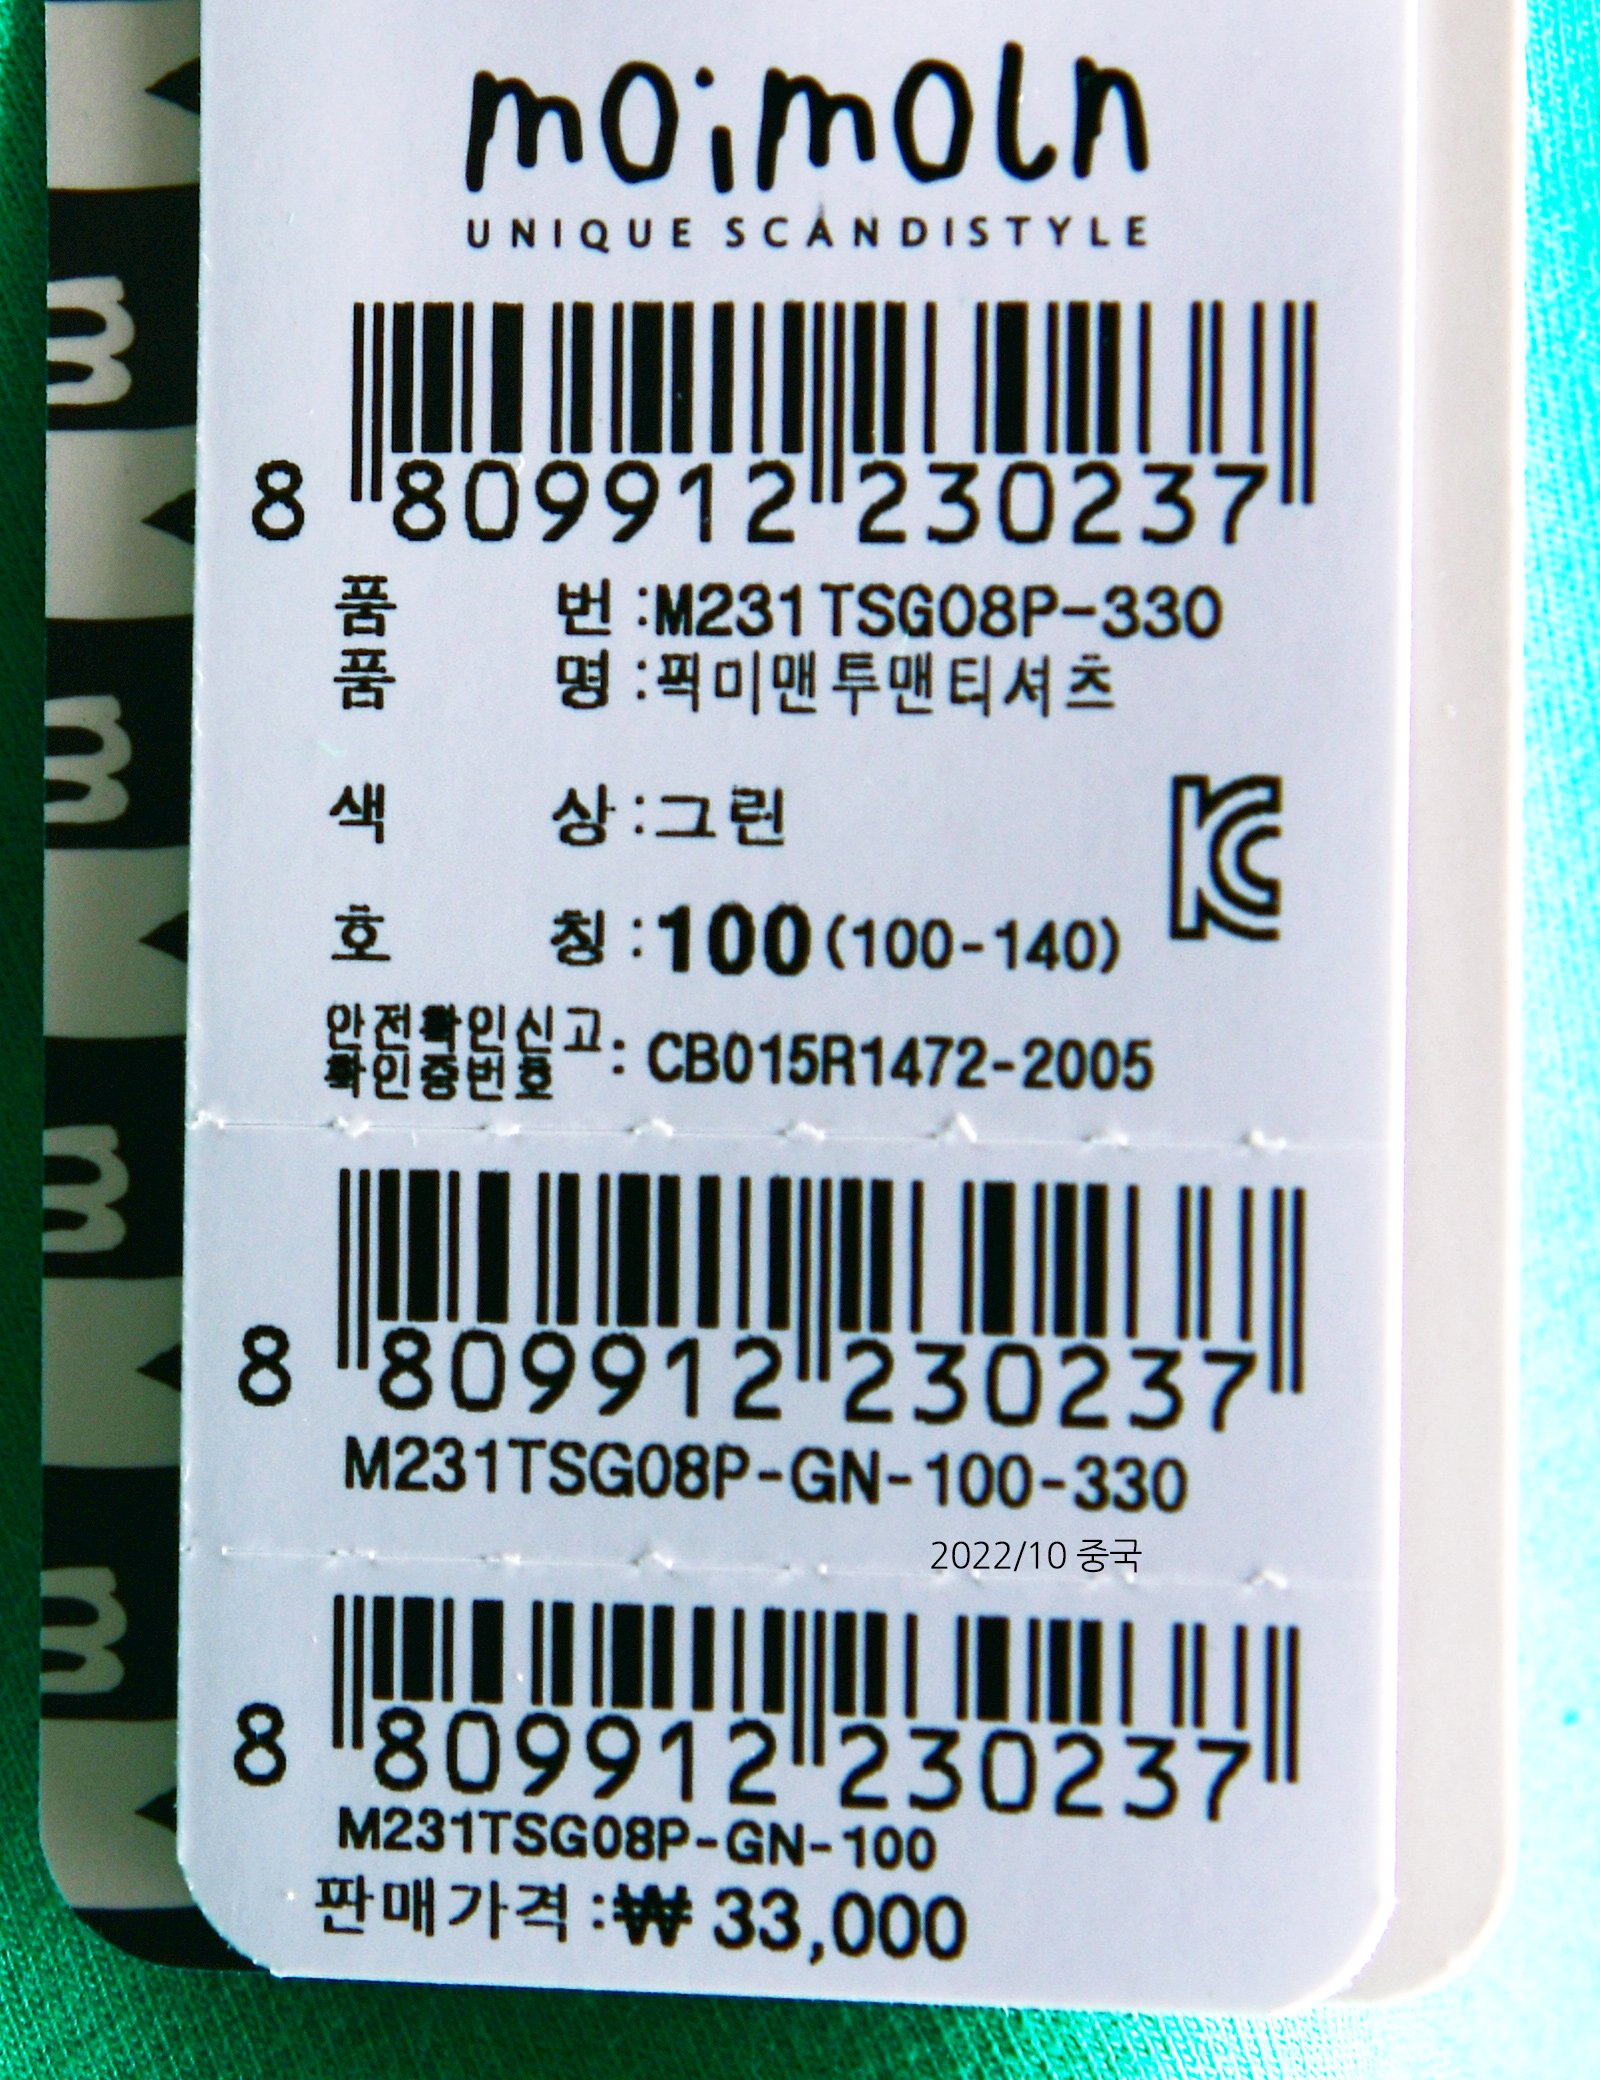 moimoln
UNIQUE SCANDISTYLE
8 809912 230237
품 번 :M231TSG08P-330
품 명 :픽미맨투맨티셔츠
색 상 :그린
호 칭 :100(100-140)
안전확인신고
확인증번호 : CB015R1472-2005
8 809912 230237
M231TSG08P-GN-100-330
2022/10 중국
8 809912 230237
M231TSG08P-GN-100
판매가격 :₩ 33,000